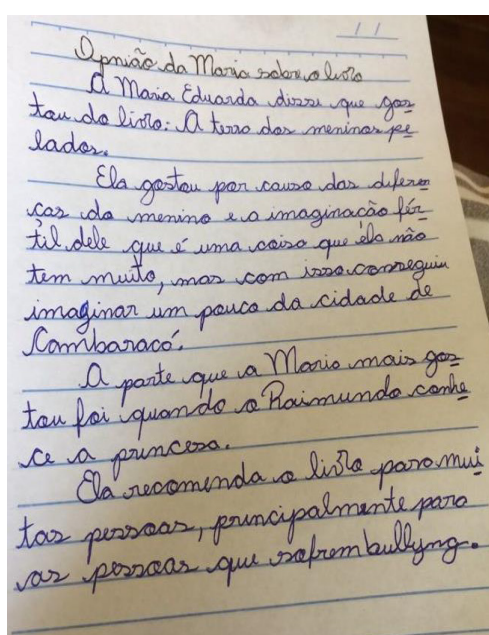 Opnião da Maria sobre o livro
A Maria Eduarda disse que gos
tou do livro: A terra dos meninos pe
lados.
Ela gostou por causa das diferen
ças do menino e a imaginação fér
til dele que é uma coisa que ela não
tem muito, mas com isso conseguiu
imaginar um pouco da cidade de
Cambaracó.
A parte que a Maria mais gos
tou foi quando o Raimundo conhe
ce a princesa.
Ela recomenda o livro para mui
tas pessoas, principalmente para
as pessoas que sofrem bullyng.